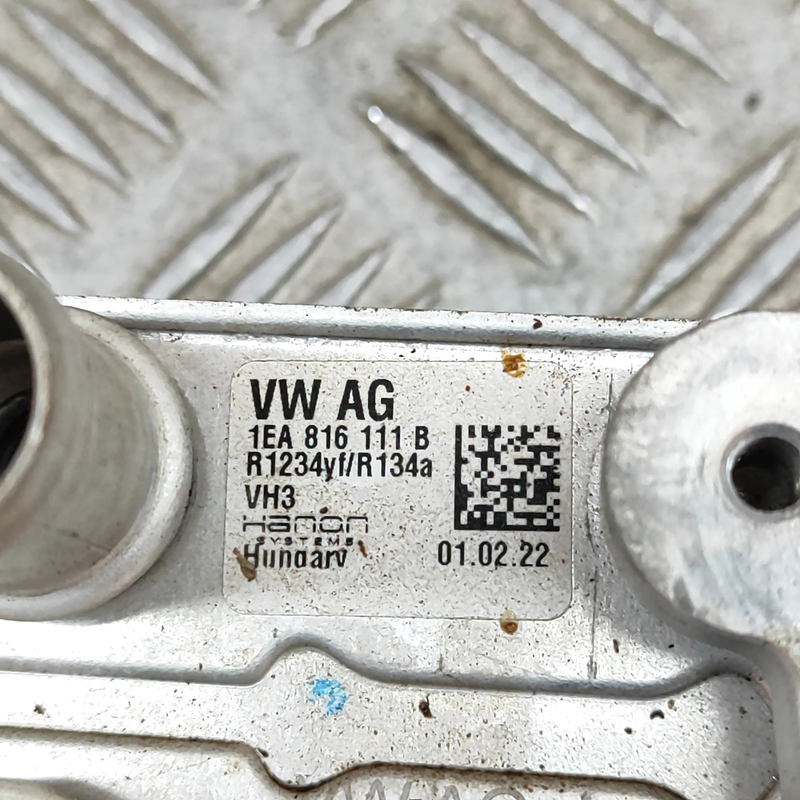 VW AG
1EA 816 111 B
R1234yf/R134a
VH3
Hanon
SYSTEMS
Hungary 01.02.22